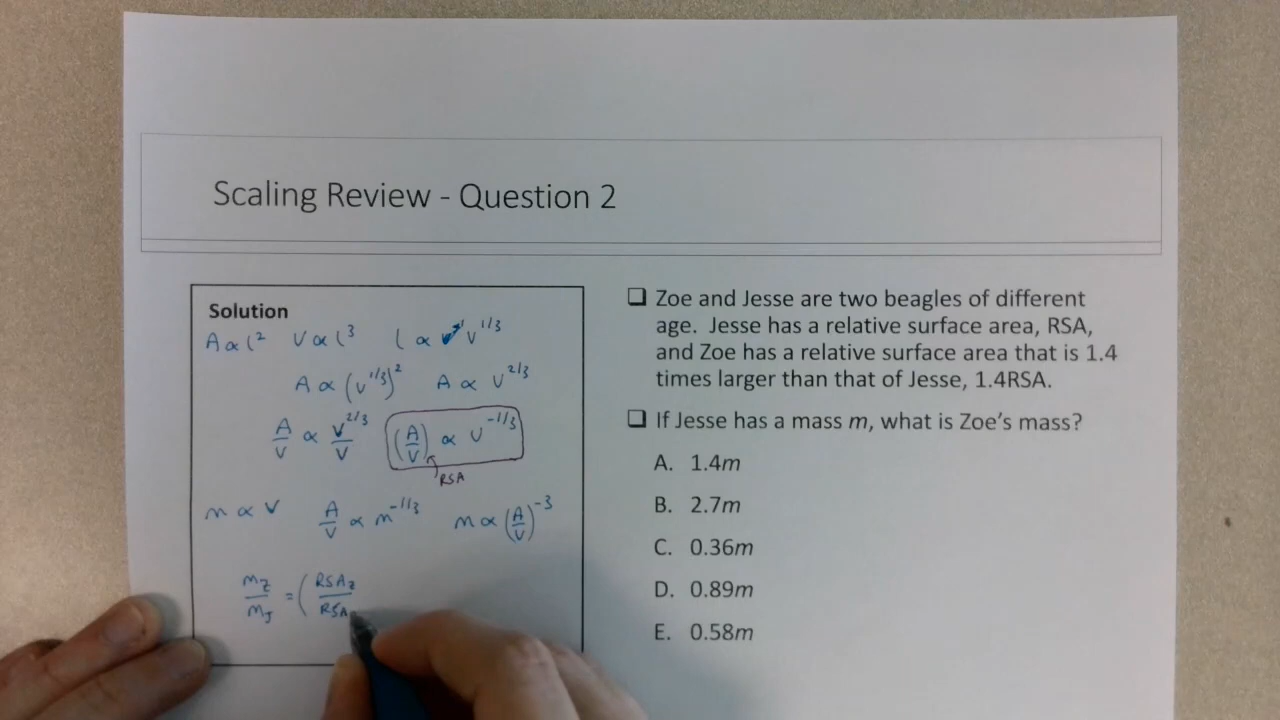 Scaling Review - Question 2
Solution
A ∝ l² V ∝ l³ l ∝ V^1/3
A ∝ (V^1/3)² A ∝ V^2/3
A/V ∝ V^2/3/V (A/V) ∝ V^-1/3
RSA
m ∝ V A/V ∝ m^-1/3 m ∝ (A/V)^-3
m_Z/m_J = (RSA_Z/RSA
❑ Zoe and Jesse are two beagles of different
age. Jesse has a relative surface area, RSA,
and Zoe has a relative surface area that is 1.4
times larger than that of Jesse, 1.4RSA.
❑ If Jesse has a mass m, what is Zoe's mass?
A. 1.4m
B. 2.7m
C. 0.36m
D. 0.89m
E. 0.58m